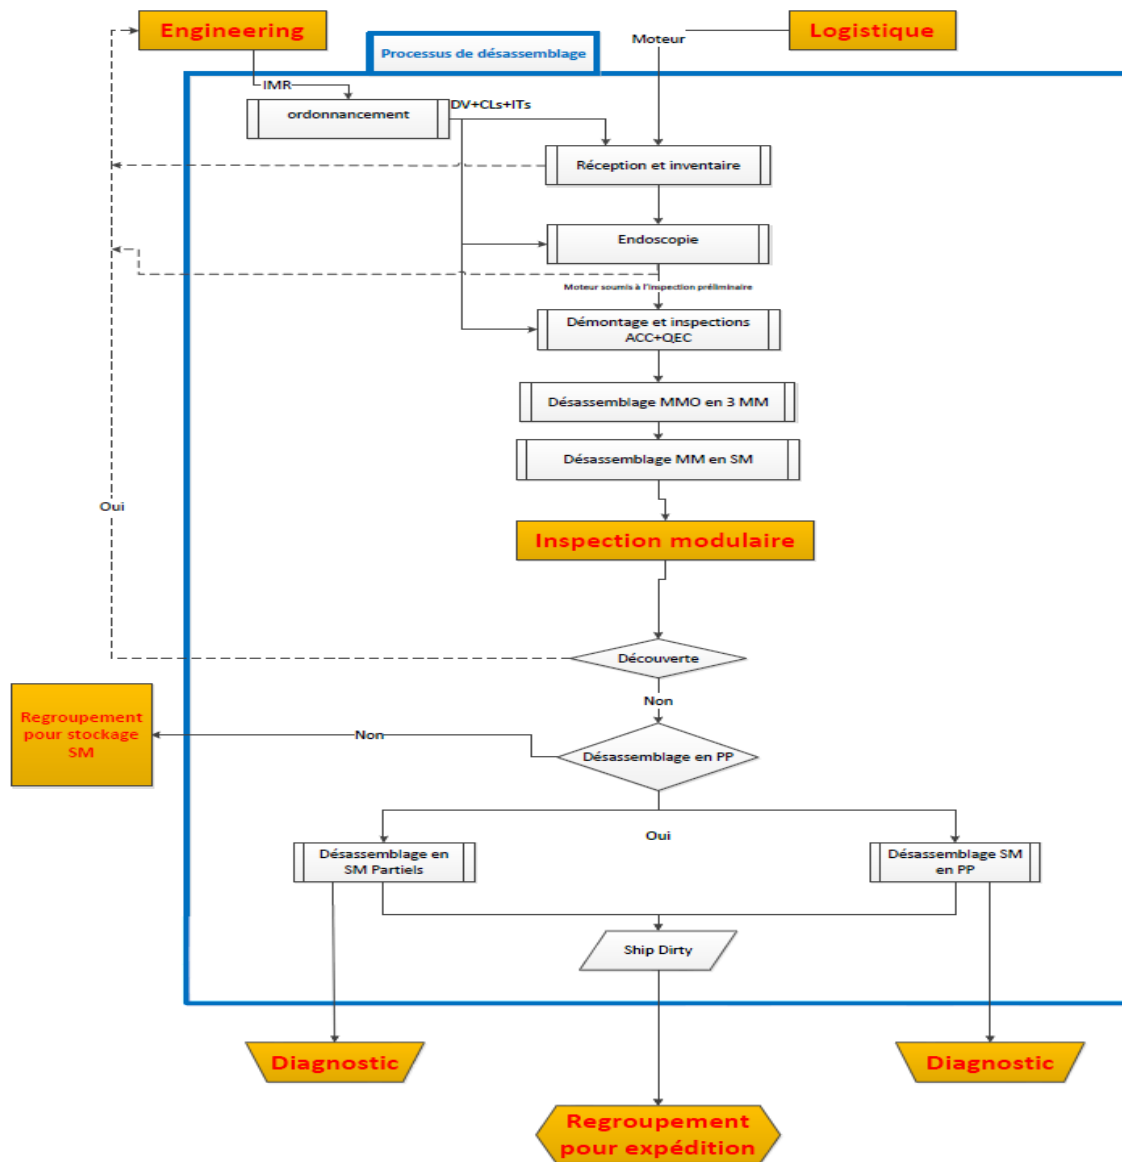 Engineering
Logistique
Moteur
Processus de désassemblage
IMR
ordonnancement
DV+CLs+ITs
Réception et inventaire
Endoscopie
Moteur soumis à l'inspection préliminaire
Démontage et inspections
ACC+QEC
Désassemblage MMO en 3 MM
Désassemblage MM en SM
Oui
Inspection modulaire
Découverte
Non
Regroupement
pour stockage
SM
Non
Désassemblage en PP
Oui
Désassemblage en
SM Partiels
Désassemblage SM
en PP
Ship Dirty
Diagnostic
Diagnostic
Regroupement
pour expédition